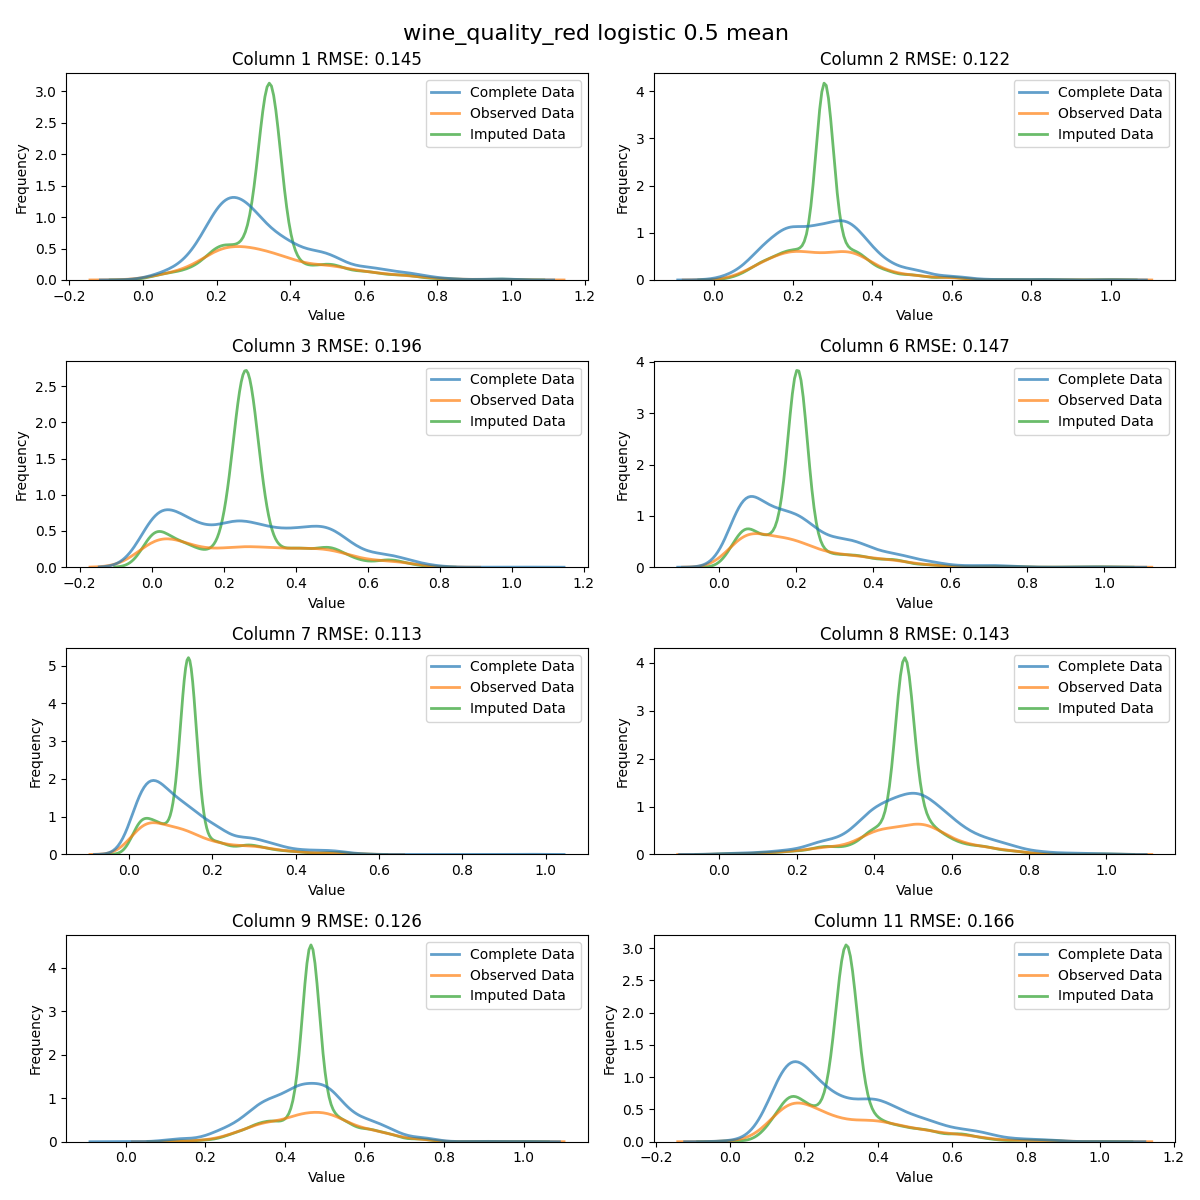 wine_quality_red logistic 0.5 mean
Column 1 RMSE: 0.145
Complete Data
Observed Data
Imputed Data
Frequency
0.0 0.5 1.0 1.5 2.0 2.5 3.0
−0.2 0.0 0.2 0.4 0.6 0.8 1.0 1.2
Value
Column 2 RMSE: 0.122
Complete Data
Observed Data
Imputed Data
Frequency
0 1 2 3 4
0.0 0.2 0.4 0.6 0.8 1.0
Value
Column 3 RMSE: 0.196
Complete Data
Observed Data
Imputed Data
Frequency
0.0 0.5 1.0 1.5 2.0 2.5
−0.2 0.0 0.2 0.4 0.6 0.8 1.0 1.2
Value
Column 6 RMSE: 0.147
Complete Data
Observed Data
Imputed Data
Frequency
0 1 2 3 4
0.0 0.2 0.4 0.6 0.8 1.0
Value
Column 7 RMSE: 0.113
Complete Data
Observed Data
Imputed Data
Frequency
0 1 2 3 4 5
0.0 0.2 0.4 0.6 0.8 1.0
Value
Column 8 RMSE: 0.143
Complete Data
Observed Data
Imputed Data
Frequency
0 1 2 3 4
0.0 0.2 0.4 0.6 0.8 1.0
Value
Column 9 RMSE: 0.126
Complete Data
Observed Data
Imputed Data
Frequency
0 1 2 3 4
0.0 0.2 0.4 0.6 0.8 1.0
Value
Column 11 RMSE: 0.166
Complete Data
Observed Data
Imputed Data
Frequency
0.0 0.5 1.0 1.5 2.0 2.5 3.0
−0.2 0.0 0.2 0.4 0.6 0.8 1.0 1.2
Value